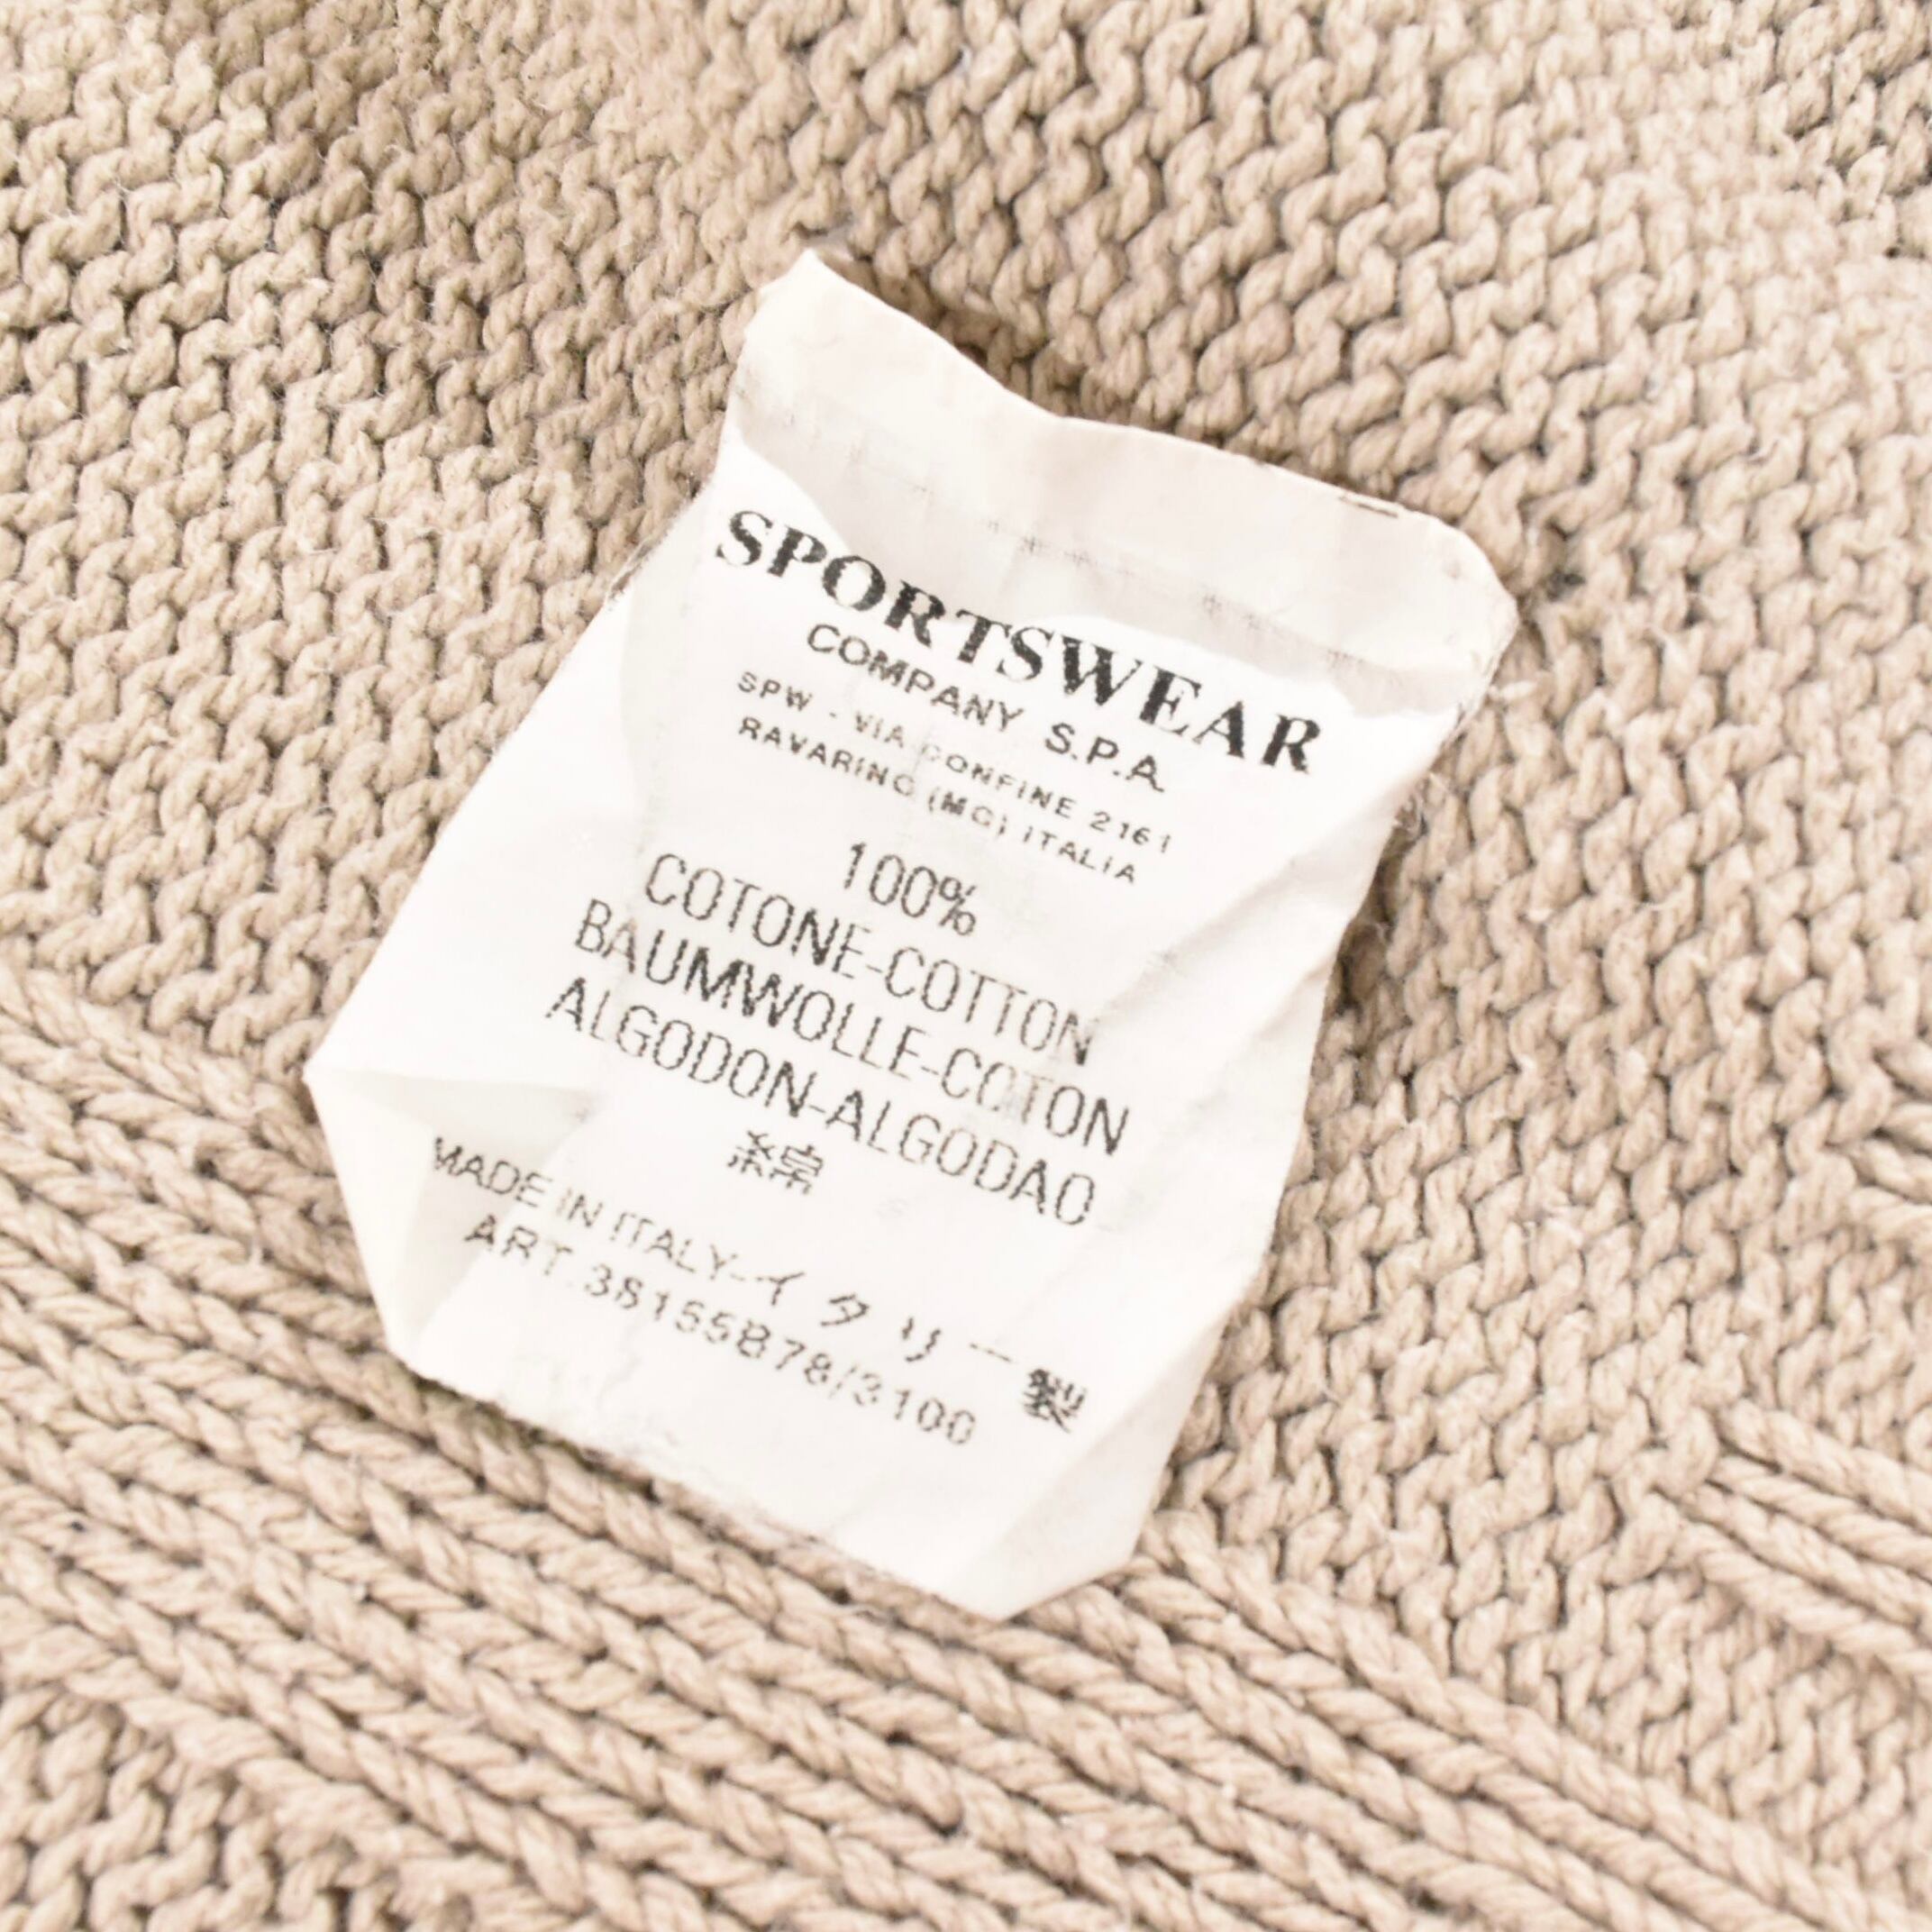 SPORTSWEAR
COMPANY S.P.A.
SPW - VIA CONFINE 2161
RAVARINO (MO) ITALIA
100%
COTONE-COTTON
BAUMWOLLE-COTON
ALGODON-ALGODAO
綿
MADE IN ITALY-イタリー製
ART.38155B78/3100